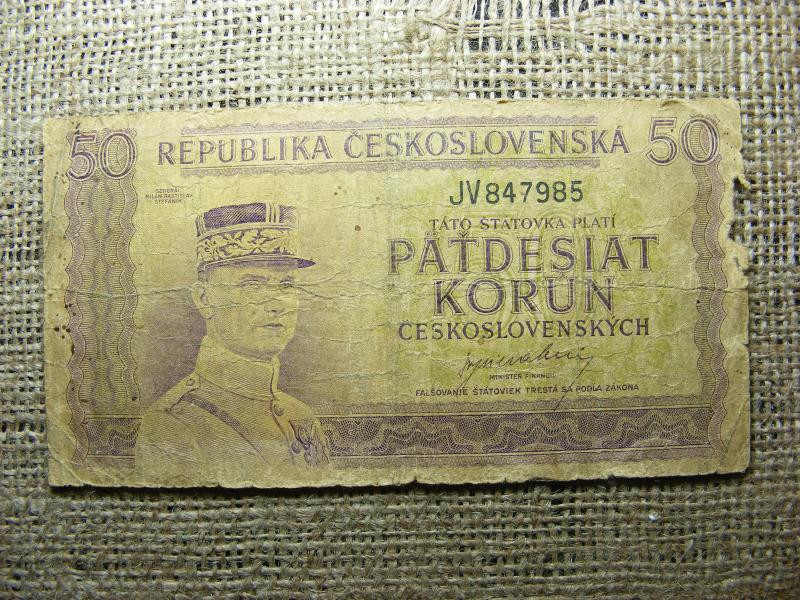 50 REPUBLIKA ČESKOSLOVENSKÁ 50
GENERÁL
MILAN RASTISLAV
ŠTEFÁNIK
JV847985
TÁTO ŠTÁTOVKA PLATÍ
PÄŤDESIAT
KORÚN
ČESKOSLOVENSKÝCH
MINISTER FINANCIÍ
FALŠOVANIE ŠTÁTOVIEK TRESTÁ SA PODĽA ZÁKONA